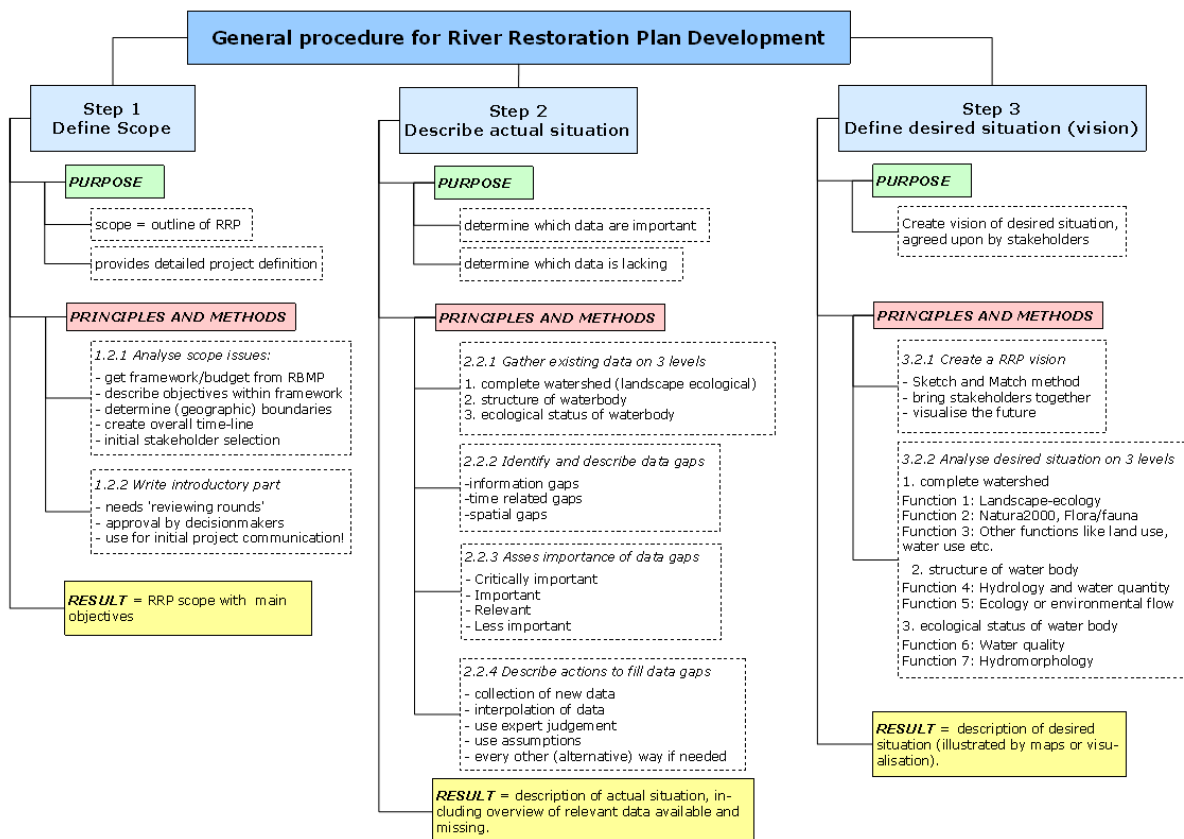 General procedure for River Restoration Plan Development
Step 1
Define Scope
PURPOSE
scope = outline of RRP
provides detailed project definition
PRINCIPLES AND METHODS
1.2.1 Analyse scope issues:
- get framework/budget from RBMP
- describe objectives within framework
- determine (geographic) boundaries
- create overall time-line
- initial stakeholder selection
1.2.2 Write introductory part
- needs 'reviewing rounds'
- approval by decisionmakers
- use for initial project communication!
RESULT = RRP scope with main
objectives
Step 2
Describe actual situation
PURPOSE
determine which data are important
determine which data is lacking
PRINCIPLES AND METHODS
2.2.1 Gather existing data on 3 levels
1. complete watershed (landscape ecological)
2. structure of waterbody
3. ecological status of waterbody
2.2.2 Identify and describe data gaps
-information gaps
-time related gaps
-spatial gaps
2.2.3 Asses importance of data gaps
- Critically important
- Important
- Relevant
- Less important
2.2.4 Describe actions to fill data gaps
- collection of new data
- interpolation of data
- use expert judgement
- use assumptions
- every other (alternative) way if needed
RESULT = description of actual situation, in-
cluding overview of relevant data available and
missing.
Step 3
Define desired situation (vision)
PURPOSE
Create vision of desired situation,
agreed upon by stakeholders
PRINCIPLES AND METHODS
3.2.1 Create a RRP vision
- Sketch and Match method
- bring stakeholders together
- visualise the future
3.2.2 Analyse desired situation on 3 levels
1. complete watershed
Function 1: Landscape-ecology
Function 2: Natura2000, Flora/fauna
Function 3: Other functions like land use,
water use etc.
2. structure of water body
Function 4: Hydrology and water quantity
Function 5: Ecology or environmental flow
3. ecological status of water body
Function 6: Water quality
Function 7: Hydromorphology
RESULT = description of desired
situation (illustrated by maps or visu-
alisation).